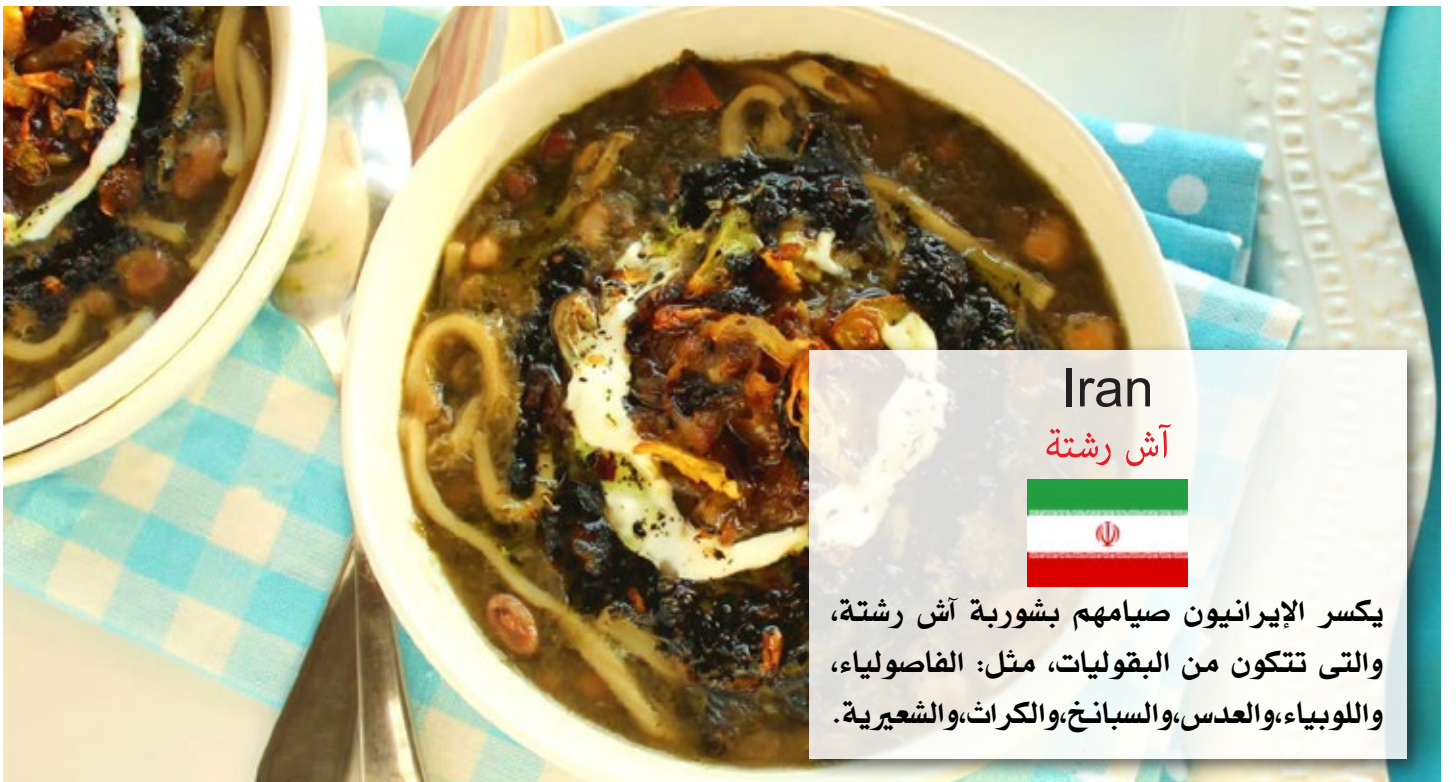 Iran
آش رشتة
يكسر الإيرانيون صيامهم بشوربة آش رشتة،
والتى تتكون من البقوليات، مثل: الفاصولياء،
واللوبياء،والعدس،والسبانخ،والكراث،والشعيرية.